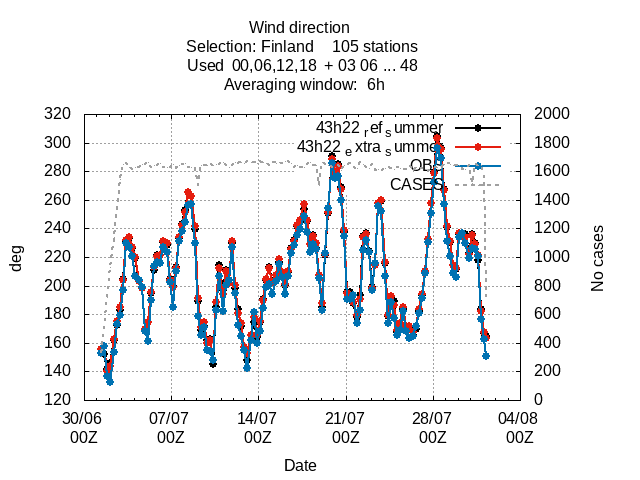 Wind direction
Selection: Finland    105 stations
Used  00,06,12,18  + 03 06 ... 48
Averaging window:  6h
320
300
280
260
240
220
200
180
160
140
120
2000
1800
1600
1400
1200
1000
800
600
400
200
0
43h22 ref summer
43h22 extra summer
OBS
CASES
deg
No cases
30/06 07/07 14/07 21/07 28/07 04/08
00Z 00Z 00Z 00Z 00Z 00Z
Date